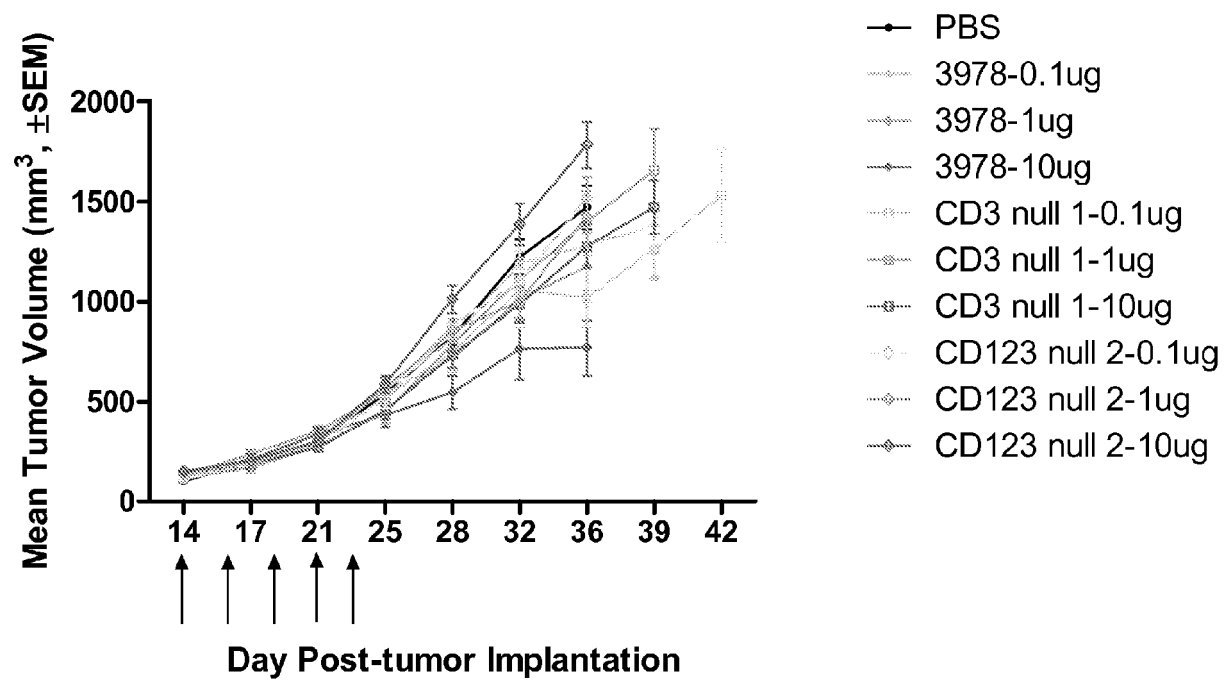 Mean Tumor Volume (mm³ , ±SEM)
2000
1500
1000
500
0
14 17 21 25 28 32 36 39 42
Day Post-tumor Implantation
PBS
3978-0.1ug
3978-1ug
3978-10ug
CD3 null 1-0.1ug
CD3 null 1-1ug
CD3 null 1-10ug
CD123 null 2-0.1ug
CD123 null 2-1ug
CD123 null 2-10ug